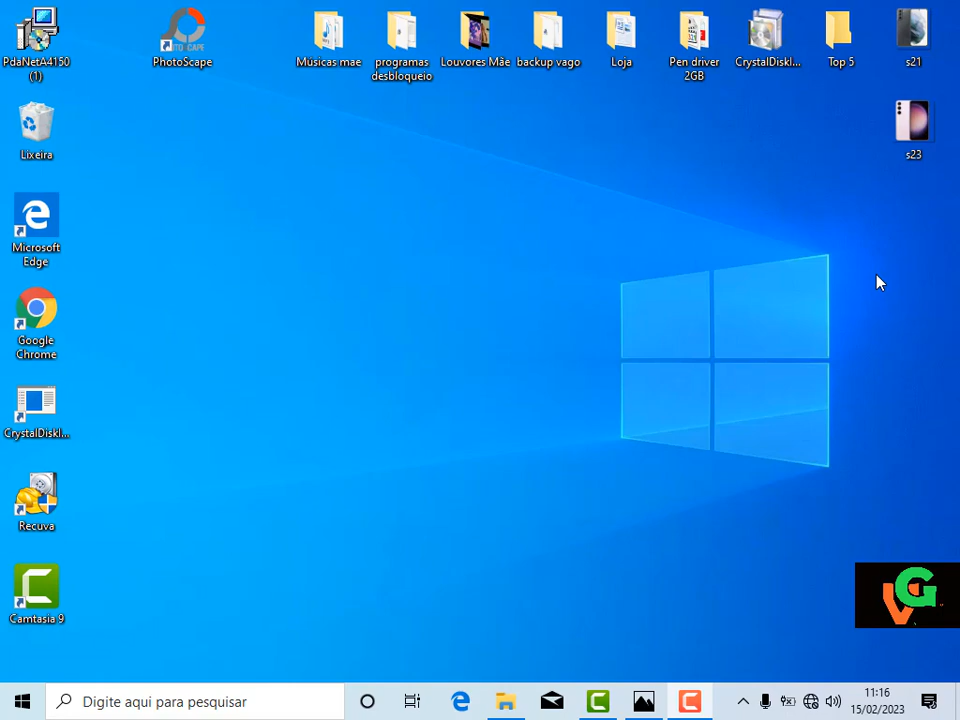 PdaNetA4150
(1)
PhotoScape
Músicas mae
programas
desbloqueio
Louvores Mãe
backup vago
Loja
Pen driver
2GB
CrystalDiskI...
Top 5
s21
Lixeira
s23
Microsoft
Edge
Google
Chrome
CrystalDiskI...
Recuva
Camtasia 9
VG
Digite aqui para pesquisar
11:16
15/02/2023